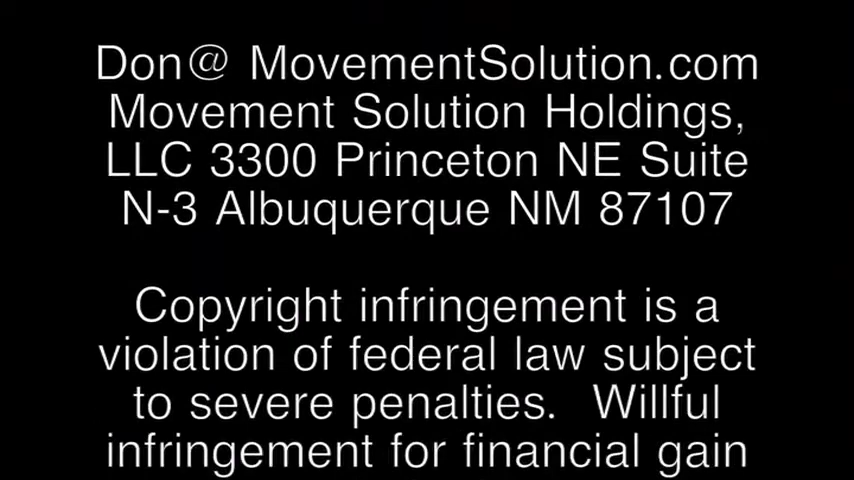 Don@ MovementSolution.com
Movement Solution Holdings,
LLC 3300 Princeton NE Suite
N-3 Albuquerque NM 87107
Copyright infringement is a
violation of federal law subject
to severe penalties.  Willful
infringement for financial gain